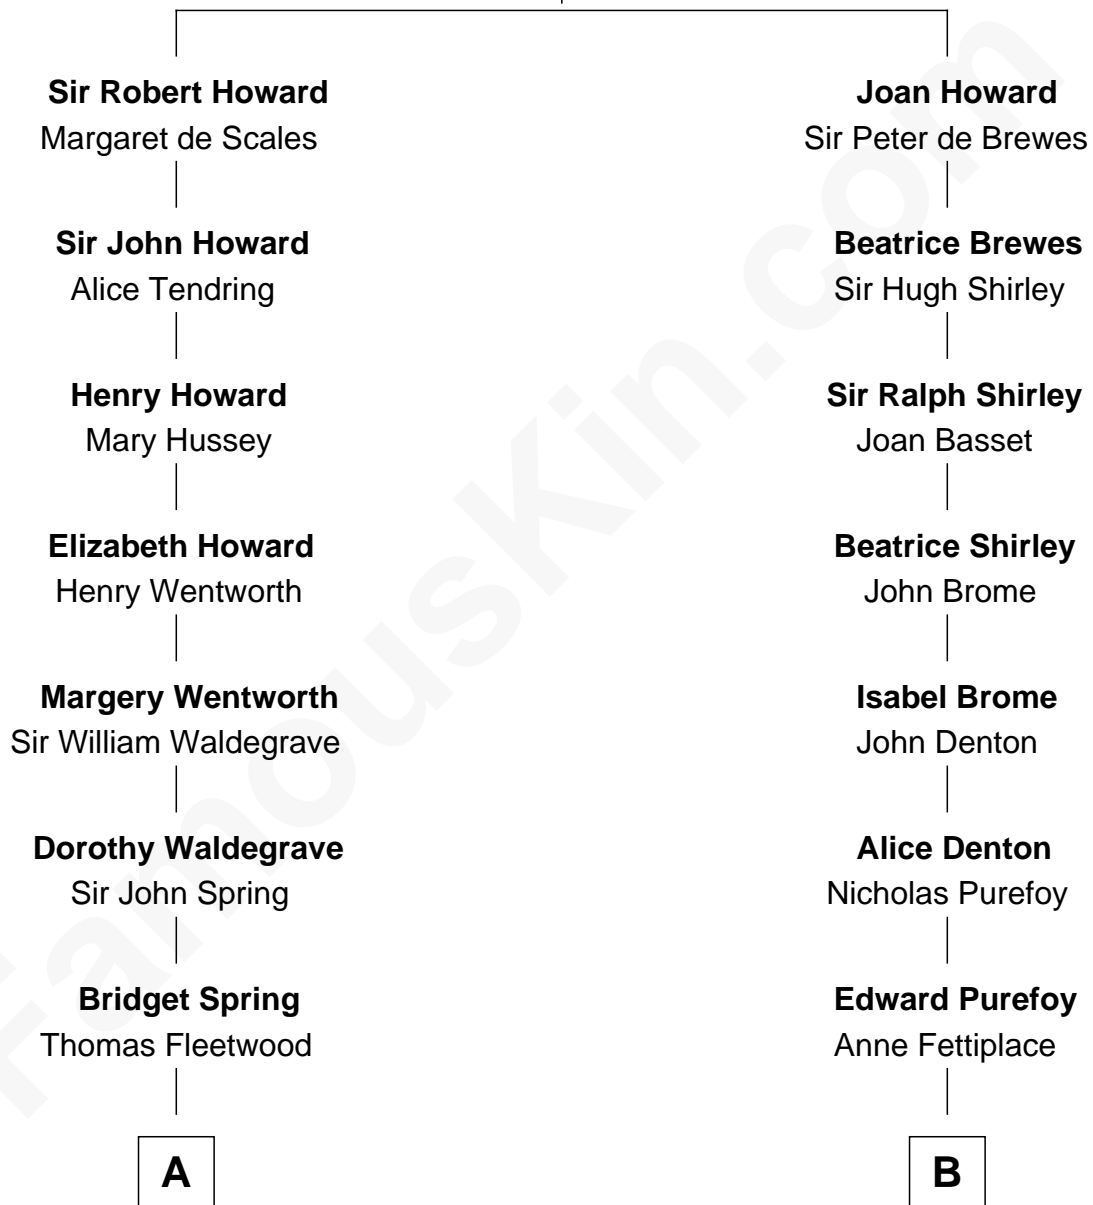 Sir Robert Howard
Margaret de Scales
Joan Howard
Sir Peter de Brewes
Sir John Howard
Alice Tendring
Beatrice Brewes
Sir Hugh Shirley
Henry Howard
Mary Hussey
Sir Ralph Shirley
Joan Basset
Elizabeth Howard
Henry Wentworth
Beatrice Shirley
John Brome
Margery Wentworth
Sir William Waldegrave
Isabel Brome
John Denton
Dorothy Waldegrave
Sir John Spring
Alice Denton
Nicholas Purefoy
Bridget Spring
Thomas Fleetwood
Edward Purefoy
Anne Fettiplace
A
B
FamousKin.com